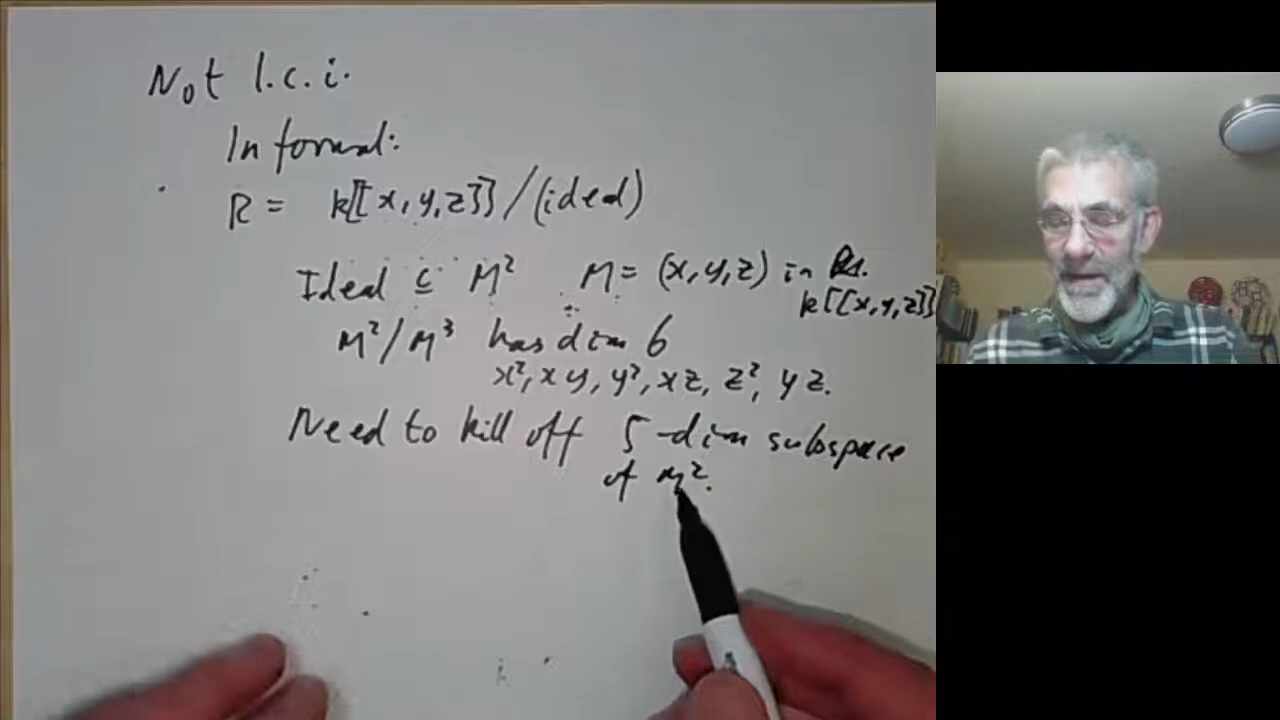 Not l.c.i.
Informal:
R = k[[x,y,z]]/(ideal)
Ideal ⊆ M² M = (x,y,z) in
k[[x,y,z]]
M²/M³ has dim 6
x², xy, y², xz, z², yz.
Need to kill off 5-dim subspace
of M².